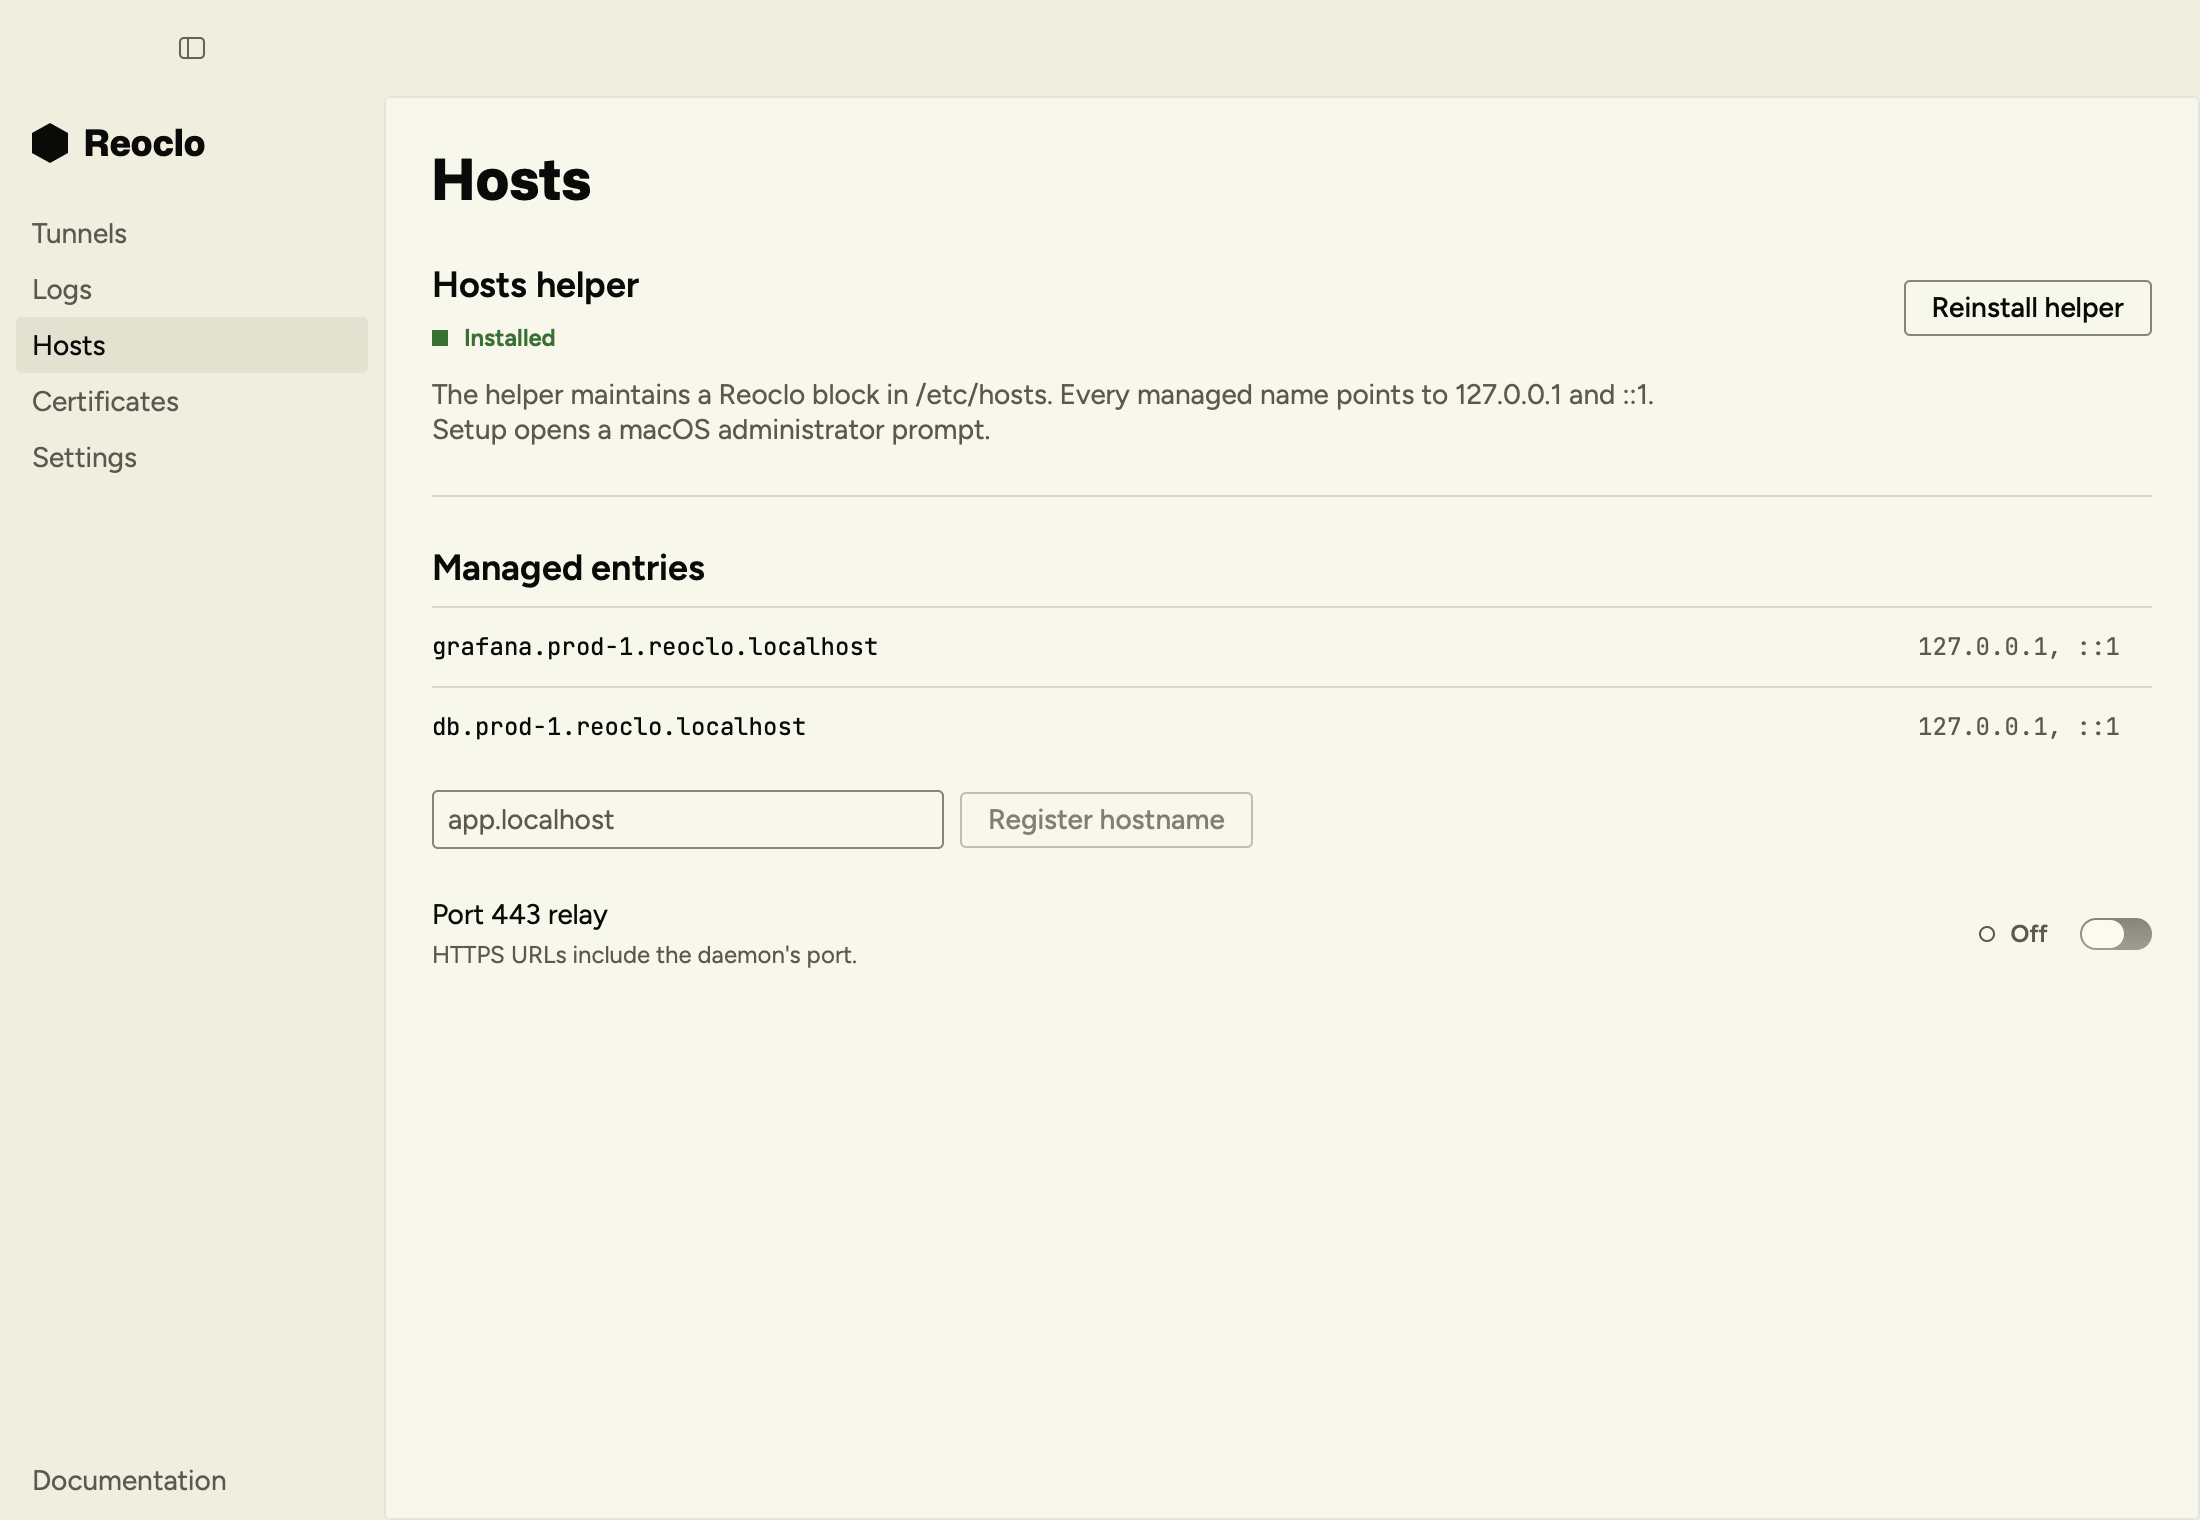 Reoclo
Tunnels
Logs
Hosts
Certificates
Settings
Documentation
Hosts
Hosts helper
Installed
Reinstall helper
The helper maintains a Reoclo block in /etc/hosts. Every managed name points to 127.0.0.1 and ::1.
Setup opens a macOS administrator prompt.
Managed entries
grafana.prod-1.reoclo.localhost 127.0.0.1, ::1
db.prod-1.reoclo.localhost 127.0.0.1, ::1
app.localhost Register hostname
Port 443 relay
HTTPS URLs include the daemon's port.
Off